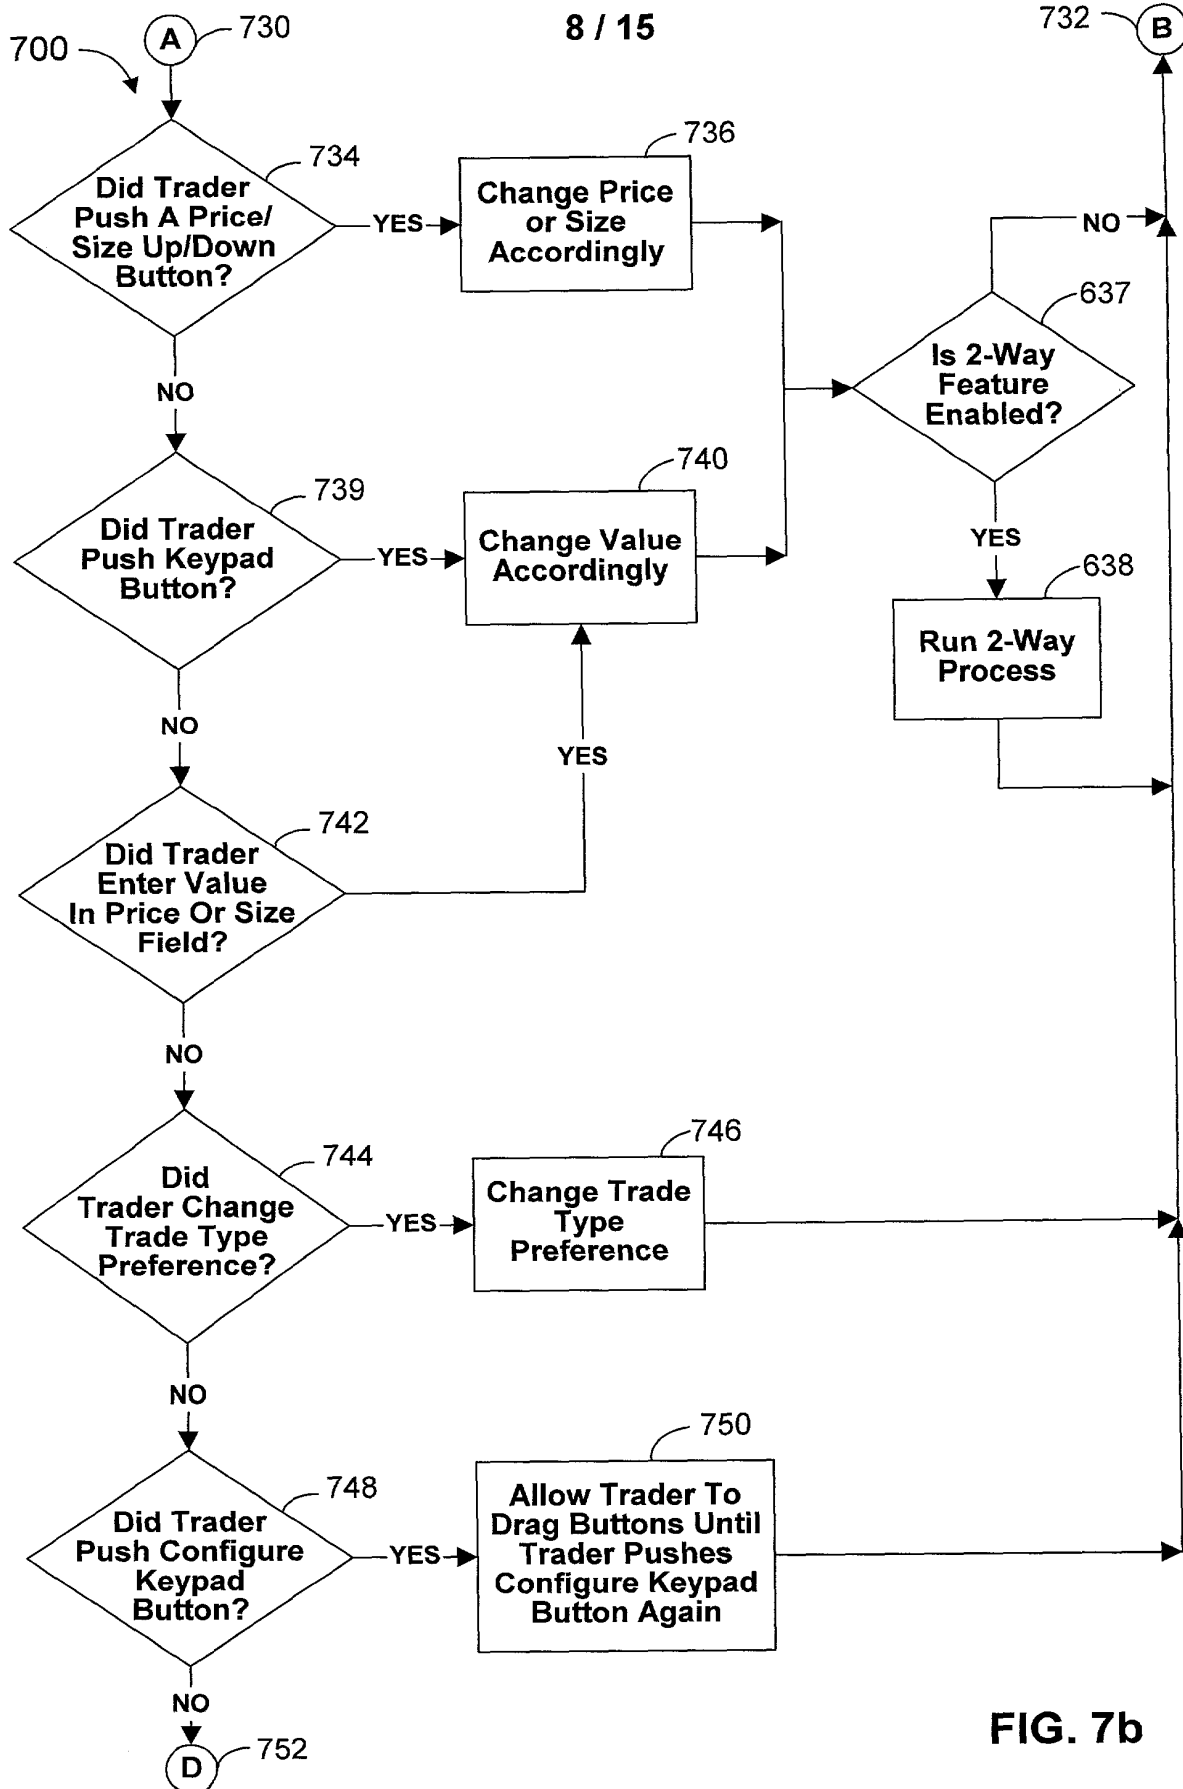 A
730
8 / 15
732
B
700
734
Did Trader
Push A Price/
Size Up/Down
Button?
YES
736
Change Price
or Size
Accordingly
NO
637
Is 2-Way
Feature
Enabled?
NO
739
Did Trader
Push Keypad
Button?
YES
740
Change Value
Accordingly
YES
638
Run 2-Way
Process
NO
YES
742
Did Trader
Enter Value
In Price Or Size
Field?
NO
744
Did
Trader Change
Trade Type
Preference?
YES
746
Change Trade
Type
Preference
NO
748
Did Trader
Push Configure
Keypad
Button?
YES
750
Allow Trader To
Drag Buttons Until
Trader Pushes
Configure Keypad
Button Again
NO
D
752
FIG. 7b